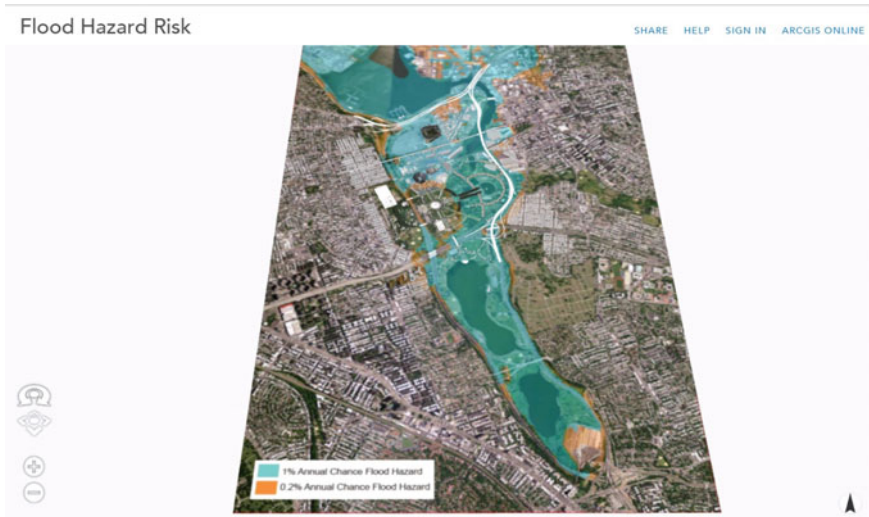 Flood Hazard Risk
SHARE HELP SIGN IN ARCGIS ONLINE
1% Annual Chance Flood Hazard
0.2% Annual Chance Flood Hazard